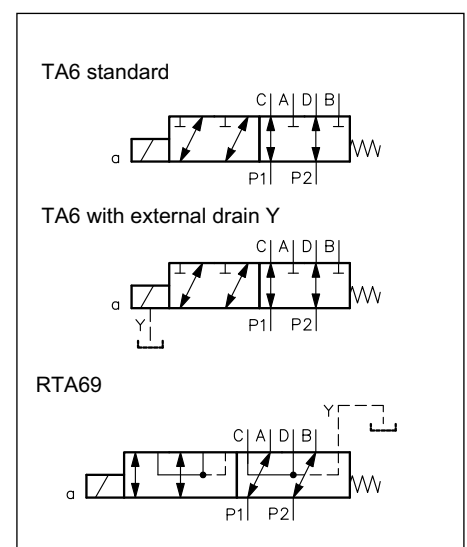 TA6 standard
C A D B
a
P1 P2
TA6 with external drain Y
C A D B
a
Y P1 P2
RTA69
Y
C A D B
a
P1 P2